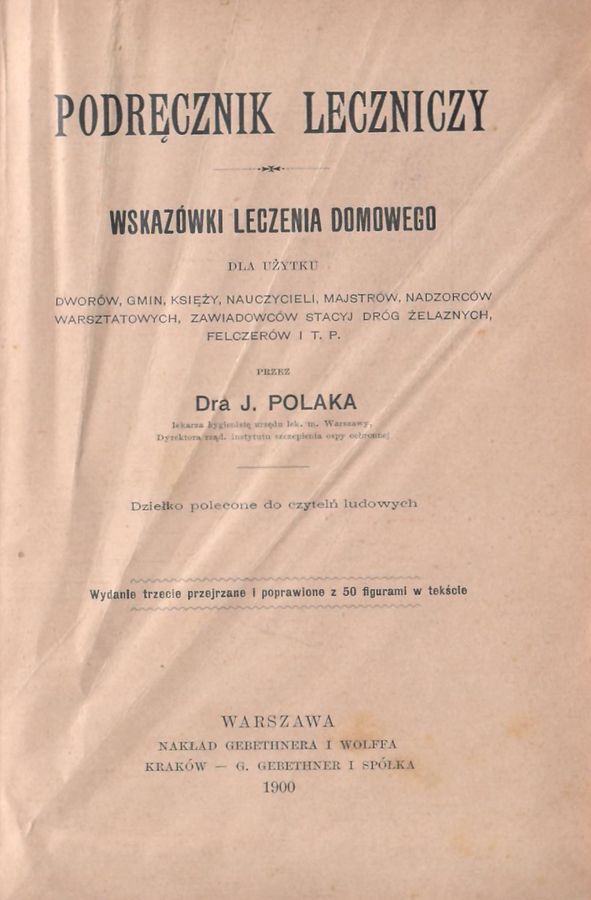 PODRĘCZNIK LECZNICZY
WSKAZÓWKI LECZENIA DOMOWEGO
DLA UŻYTKU
DWORÓW, GMIN, KSIĘŻY, NAUCZYCIELI, MAJSTRÓW, NADZORCÓW
WARSZTATOWYCH, ZAWIADOWCÓW STACYJ DRÓG ŻELAZNYCH,
FELCZERÓW I T. P.
PRZEZ
Dra J. POLAKA
lekarza hygienistę urzędu lek. m. Warszawy,
Dyrektora rząd. instytutu szczepienia ospy ochronnej
Dziełko polecone do czytelń ludowych
Wydanie trzecie przejrzane i poprawione z 50 figurami w tekście
WARSZAWA
NAKŁAD GEBETHNERA I WOLFFA
KRAKÓW — G. GEBETHNER I SPÓŁKA
1900